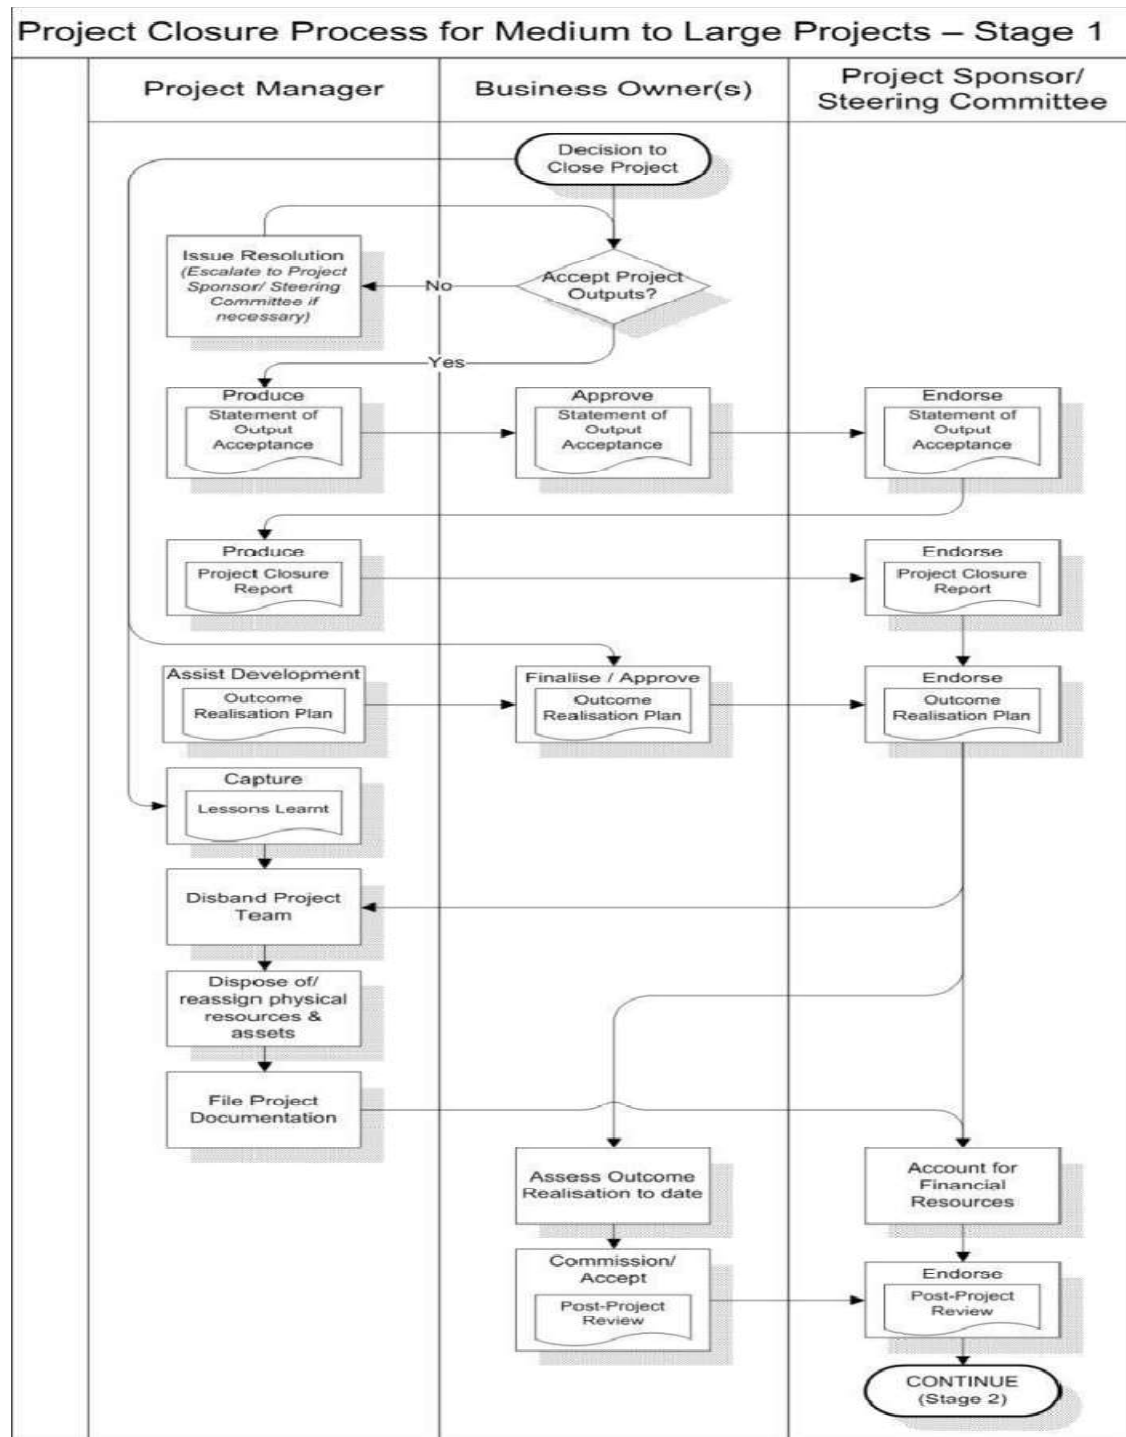 Project Closure Process for Medium to Large Projects – Stage 1
Project Manager
Business Owner(s)
Project Sponsor/
Steering Committee
Decision to
Close Project
Issue Resolution
(Escalate to Project
Sponsor/ Steering
Committee if
necessary)
No
Accept Project
Outputs?
Yes
Produce
Statement of
Output
Acceptance
Approve
Statement of
Output
Acceptance
Endorse
Statement of
Output
Acceptance
Produce
Project Closure
Report
Endorse
Project Closure
Report
Assist Development
Outcome
Realisation Plan
Finalise / Approve
Outcome
Realisation Plan
Endorse
Outcome
Realisation Plan
Capture
Lessons Learnt
Disband Project
Team
Dispose of/
reassign physical
resources &
assets
File Project
Documentation
Assess Outcome
Realisation to date
Account for
Financial
Resources
Commission/
Accept
Post-Project
Review
Endorse
Post-Project
Review
CONTINUE
(Stage 2)